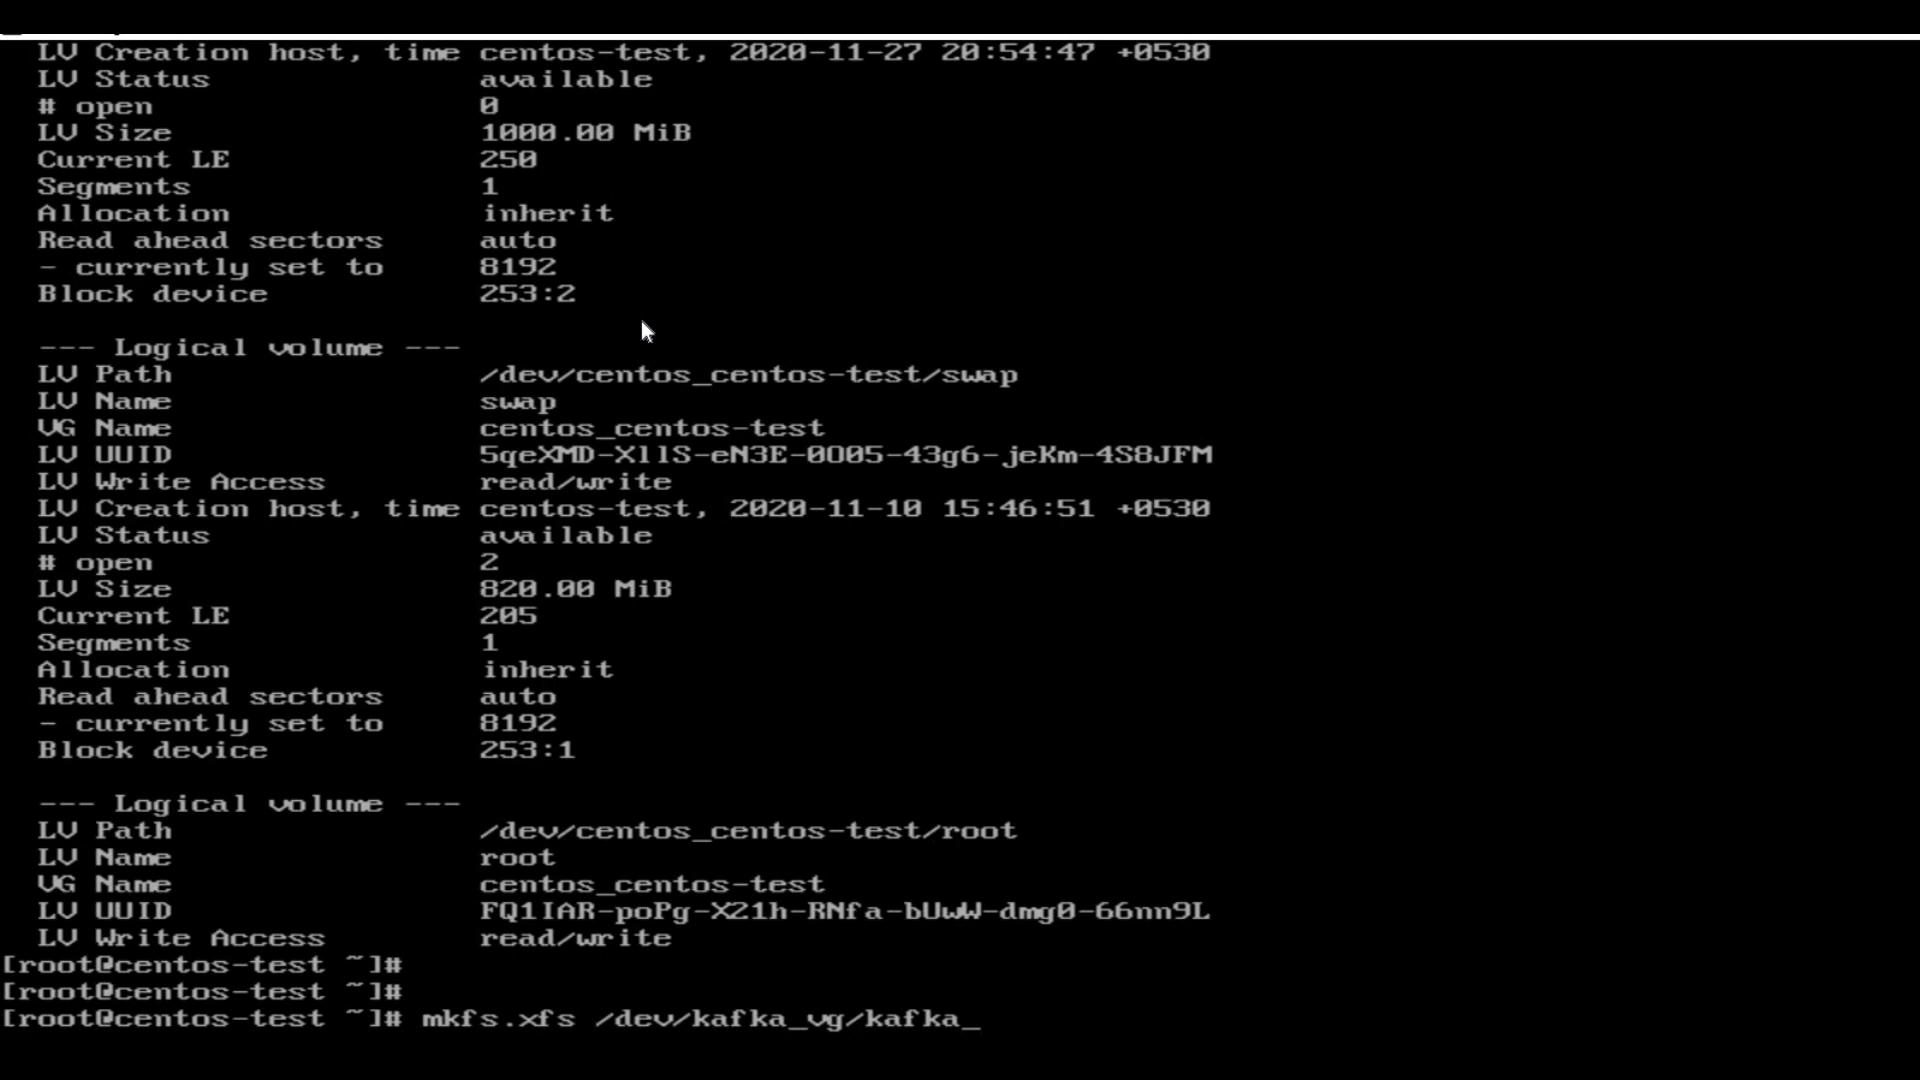 LV Creation host, time centos-test, 2020-11-27 20:54:47 +0530
LV Status available
# open 0
LV Size 1000.00 MiB
Current LE 250
Segments 1
Allocation inherit
Read ahead sectors auto
- currently set to 8192
Block device 253:2
--- Logical volume ---
LV Path /dev/centos_centos-test/swap
LV Name swap
VG Name centos_centos-test
LV UUID 5qeXMD-XllS-eN3E-0O05-43g6-jeKm-4S8JFM
LV Write Access read/write
LV Creation host, time centos-test, 2020-11-10 15:46:51 +0530
LV Status available
# open 2
LV Size 820.00 MiB
Current LE 205
Segments 1
Allocation inherit
Read ahead sectors auto
- currently set to 8192
Block device 253:1
--- Logical volume ---
LV Path /dev/centos_centos-test/root
LV Name root
VG Name centos_centos-test
LV UUID FQ1IAR-poPg-XZ1h-RNfa-bUwW-dmg0-66nn9L
LV Write Access read/write
[root@centos-test ~]#
[root@centos-test ~]#
[root@centos-test ~]# mkfs.xfs /dev/kafka_vg/kafka_